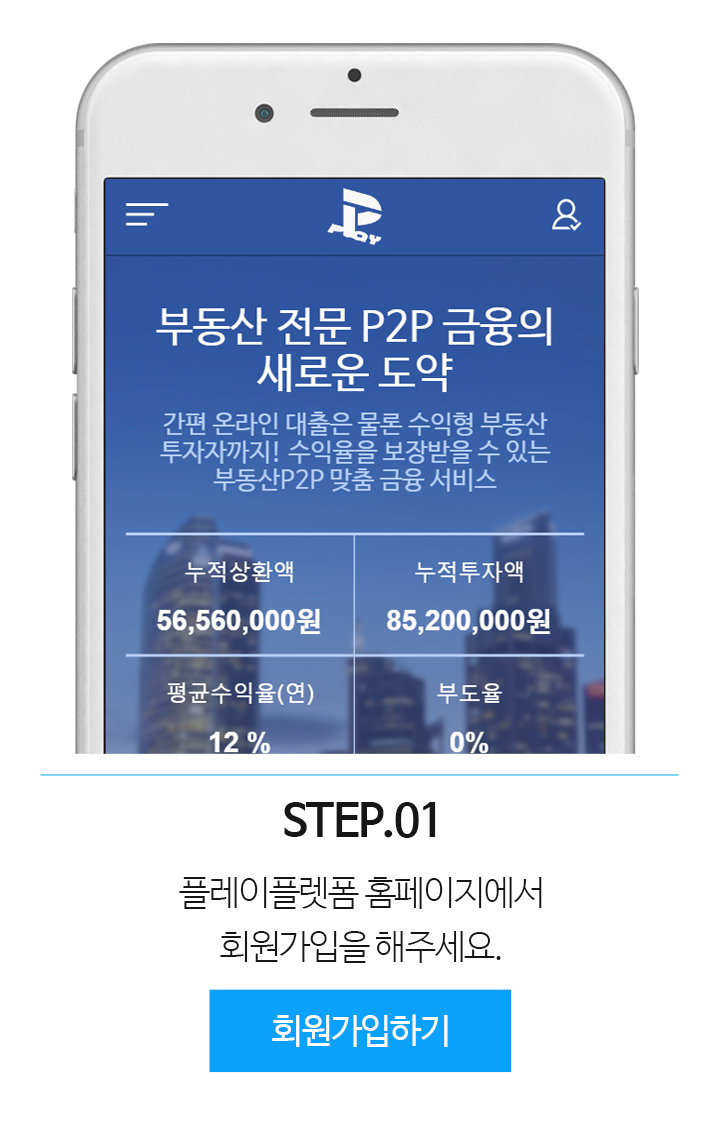 PLAY
부동산 전문 P2P 금융의
새로운 도약
간편 온라인 대출은 물론 수익형 부동산
투자자까지! 수익율을 보장받을 수 있는
부동산P2P 맞춤 금융 서비스
누적상환액
56,560,000원
누적투자액
85,200,000원
평균수익율(연)
12 %
부도율
0%
STEP.01
플레이플렛폼 홈페이지에서
회원가입을 해주세요.
회원가입하기